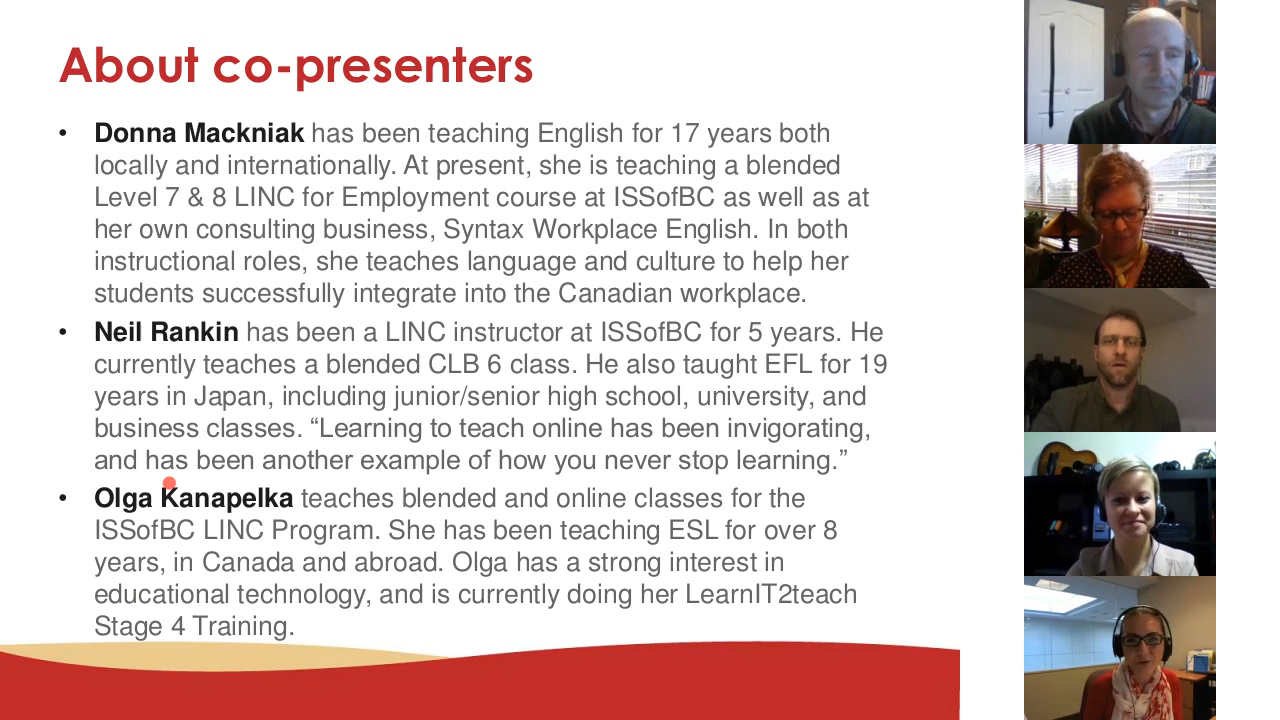 About co-presenters
• Donna Mackniak has been teaching English for 17 years both
locally and internationally. At present, she is teaching a blended
Level 7 & 8 LINC for Employment course at ISSofBC as well as at
her own consulting business, Syntax Workplace English. In both
instructional roles, she teaches language and culture to help her
students successfully integrate into the Canadian workplace.
• Neil Rankin has been a LINC instructor at ISSofBC for 5 years. He
currently teaches a blended CLB 6 class. He also taught EFL for 19
years in Japan, including junior/senior high school, university, and
business classes. “Learning to teach online has been invigorating,
and has been another example of how you never stop learning.”
• Olga Kanapelka teaches blended and online classes for the
ISSofBC LINC Program. She has been teaching ESL for over 8
years, in Canada and abroad. Olga has a strong interest in
educational technology, and is currently doing her LearnIT2teach
Stage 4 Training.